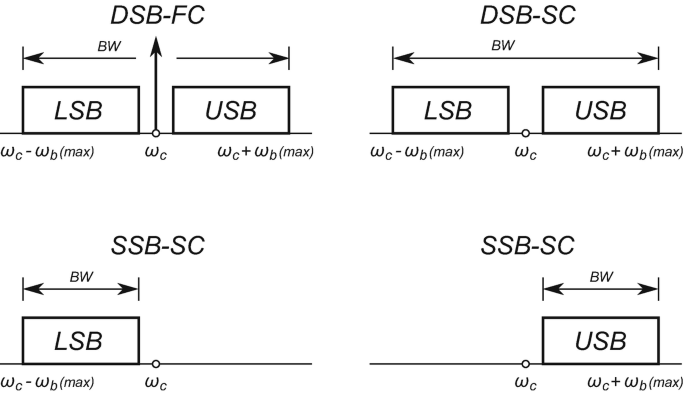 DSB-FC
BW
LSB
USB
ωc - ωb(max)
ωc
ωc + ωb(max)
DSB-SC
BW
LSB
USB
ωc - ωb(max)
ωc
ωc + ωb(max)
SSB-SC
BW
LSB
ωc - ωb(max)
ωc
SSB-SC
BW
USB
ωc
ωc + ωb(max)